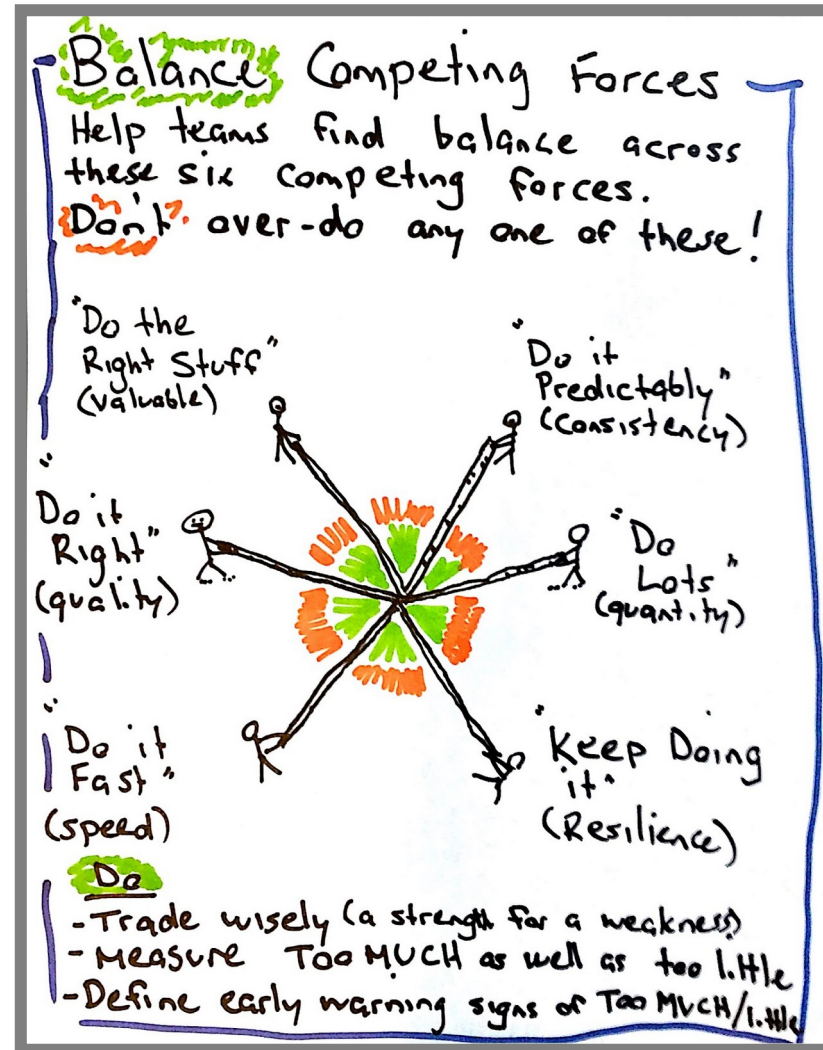 Balance Competing Forces
Help teams find balance across
these six competing forces.
Don't over-do any one of these!
"Do the
Right Stuff"
(valuable)
"Do it
Predictably"
(consistency)
"Do it
Right"
(quality)
"Do
Lots"
(quantity)
"Do it
Fast"
(speed)
"Keep Doing
it"
(Resilience)
Do
- Trade wisely (a strength for a weakness)
- Measure TOO MUCH as well as too little
- Define early warning signs of TOO MUCH/little